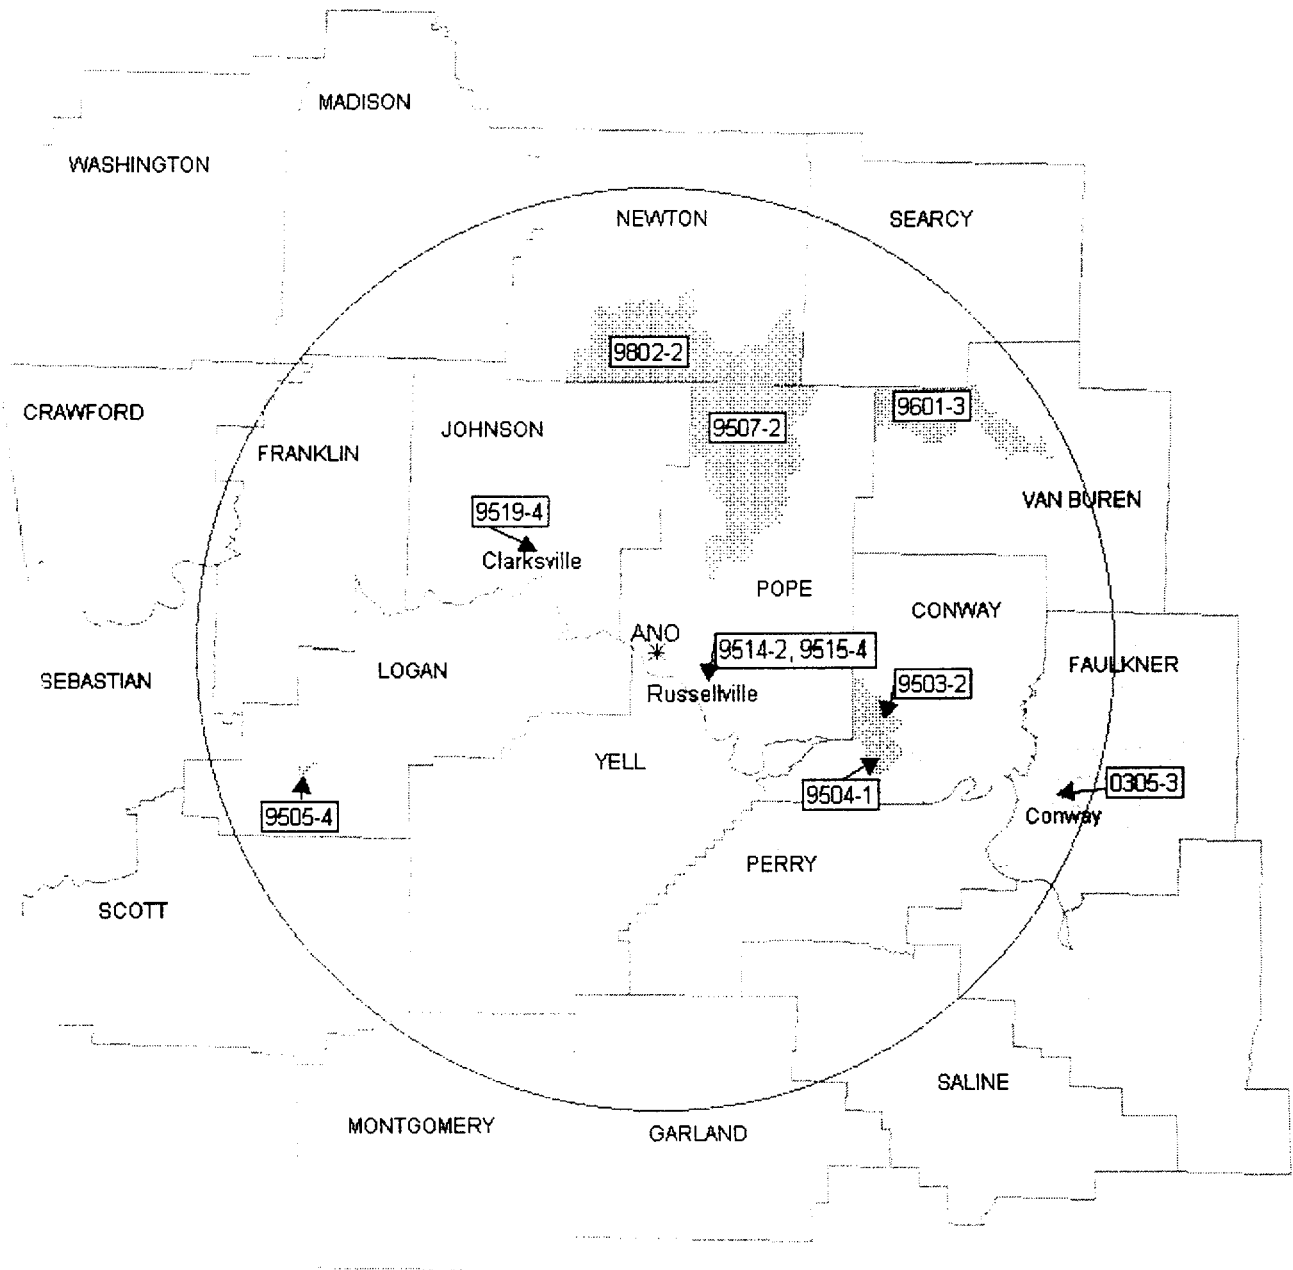 MADISON
WASHINGTON
NEWTON
SEARCY
9802-2
9601-3
CRAWFORD
9507-2
JOHNSON
FRANKLIN
VAN BUREN
9519-4
Clarksville
POPE
CONWAY
ANO
9514-2, 9515-4
FAULKNER
LOGAN
SEBASTIAN
9503-2
Russellville
YELL
0305-3
9504-1
9505-4
Conway
PERRY
SCOTT
SALINE
MONTGOMERY
GARLAND